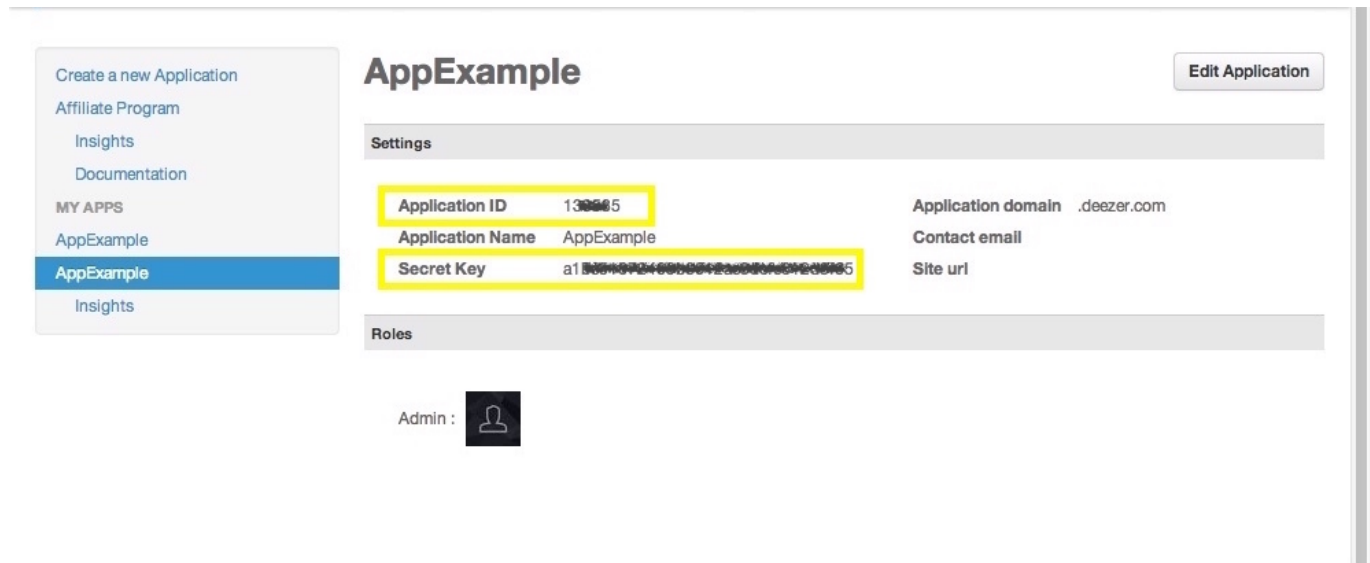 Create a new Application
Affiliate Program
Insights
Documentation
MY APPS
AppExample
AppExample
Insights
AppExample
Edit Application
Settings
Application ID
Application Name AppExample
Secret Key
Application domain .deezer.com
Contact email
Site url
Roles
Admin :